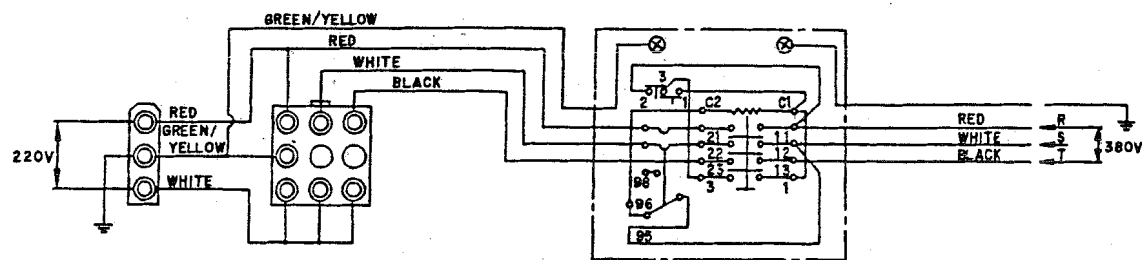 GREEN/YELLOW
RED
WHITE
BLACK
3
2
1
C2
C1
RED
GREEN/
YELLOW
WHITE
220V
21
22
23
3
11
12
13
1
98
96
95
RED
WHITE
BLACK
R
S
T
380V